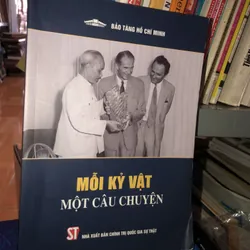 BẢO TÀNG HỒ CHÍ MINH
MỖI KỶ VẬT
MỘT CÂU CHUYỆN
ST
NHÀ XUẤT BẢN CHÍNH TRỊ QUỐC GIA SỰ THẬT